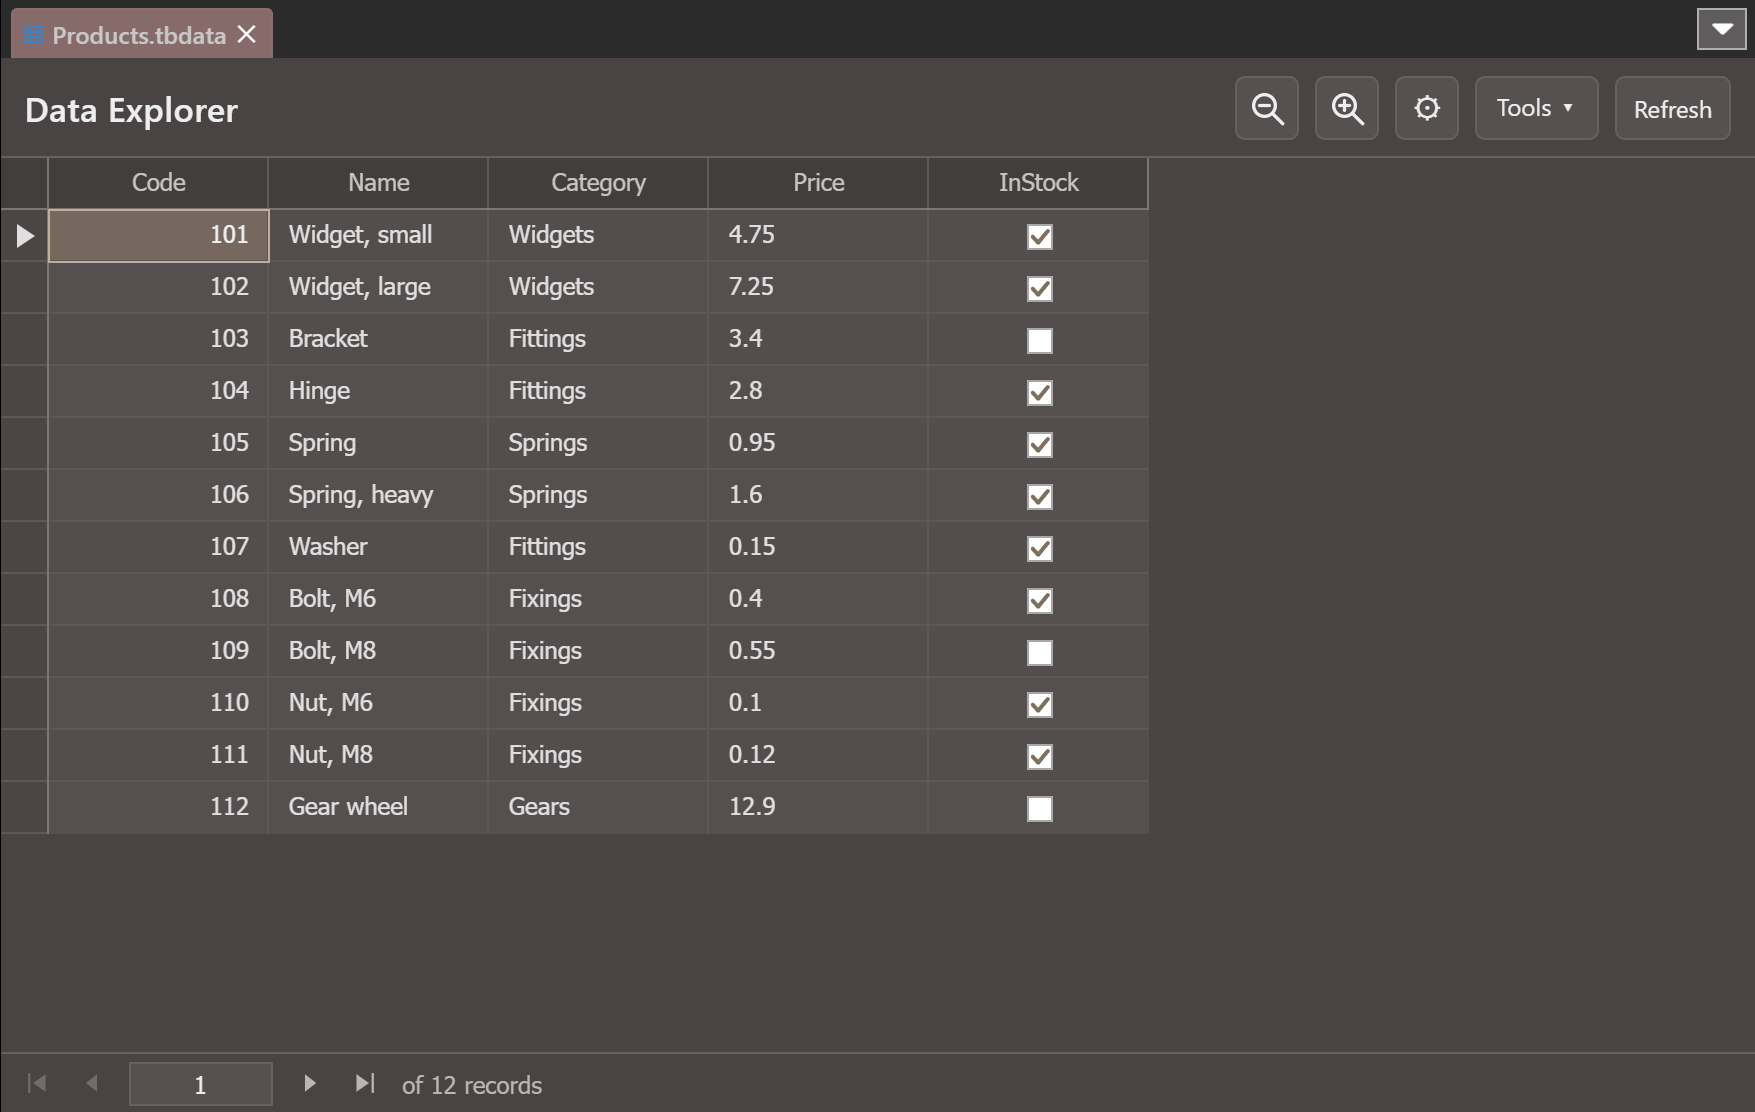 Products.tbdata
Data Explorer
Tools
Refresh
Code Name Category Price InStock
101 Widget, small Widgets 4.75
102 Widget, large Widgets 7.25
103 Bracket Fittings 3.4
104 Hinge Fittings 2.8
105 Spring Springs 0.95
106 Spring, heavy Springs 1.6
107 Washer Fittings 0.15
108 Bolt, M6 Fixings 0.4
109 Bolt, M8 Fixings 0.55
110 Nut, M6 Fixings 0.1
111 Nut, M8 Fixings 0.12
112 Gear wheel Gears 12.9
1 of 12 records